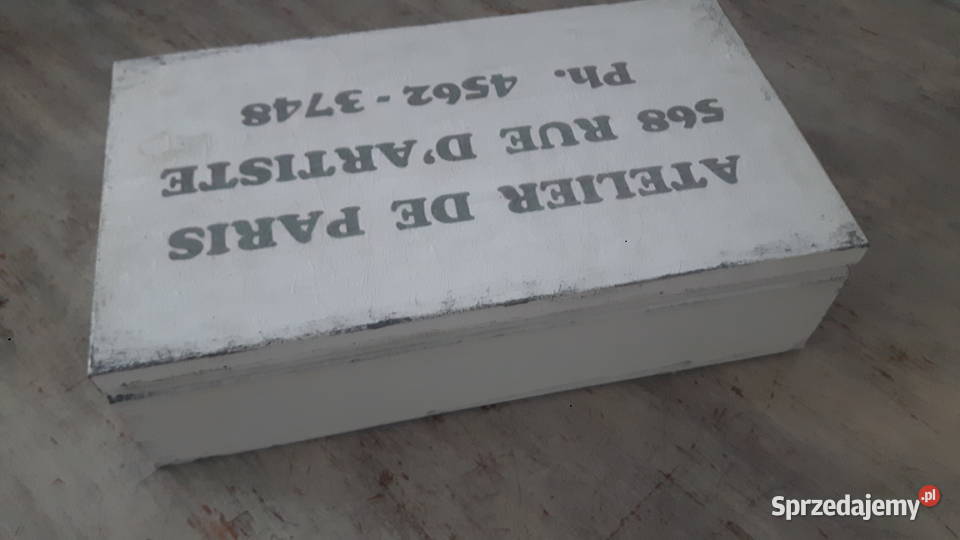 ATELIER DE PARIS
568 RUE D'ARTISTE
Ph. 4562-3748
Sprzedajemy.pl